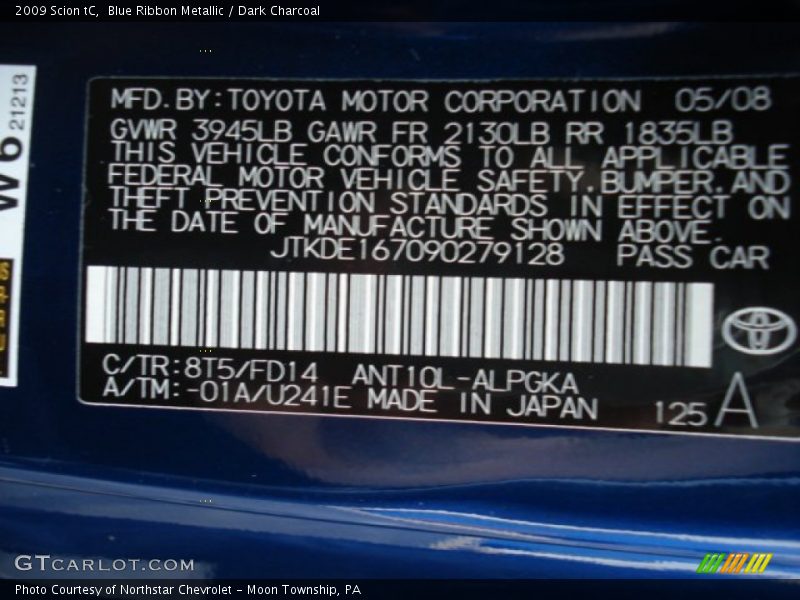 2009 Scion tC,  Blue Ribbon Metallic / Dark Charcoal
W6 21213
MFD.BY:TOYOTA MOTOR CORPORATION 05/08
GVWR 3945LB GAWR FR 2130LB RR 1835LB
THIS VEHICLE CONFORMS TO ALL APPLICABLE
FEDERAL MOTOR VEHICLE SAFETY.BUMPER.AND
THEFT PREVENTION STANDARDS IN EFFECT ON
THE DATE OF MANUFACTURE SHOWN ABOVE.
JTKDE167090279128 PASS CAR
C/TR:8T5/FD14 ANT10L-ALPGKA
A/TM:-01A/U241E MADE IN JAPAN
125 A
GTCARLOT.COM
Photo Courtesy of Northstar Chevrolet - Moon Township, PA